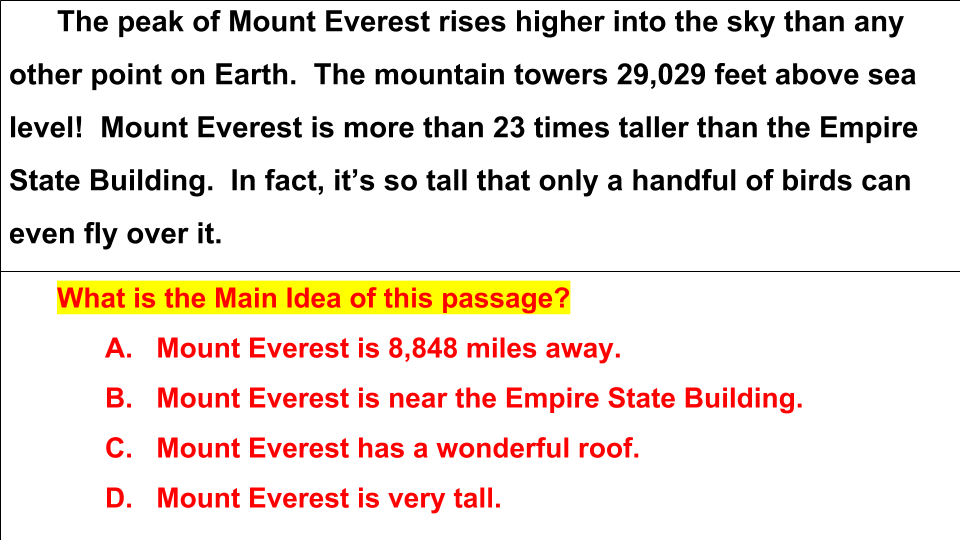 The peak of Mount Everest rises higher into the sky than any
other point on Earth.  The mountain towers 29,029 feet above sea
level!  Mount Everest is more than 23 times taller than the Empire
State Building.  In fact, it’s so tall that only a handful of birds can
even fly over it.
What is the Main Idea of this passage?
A. Mount Everest is 8,848 miles away.
B. Mount Everest is near the Empire State Building.
C. Mount Everest has a wonderful roof.
D. Mount Everest is very tall.